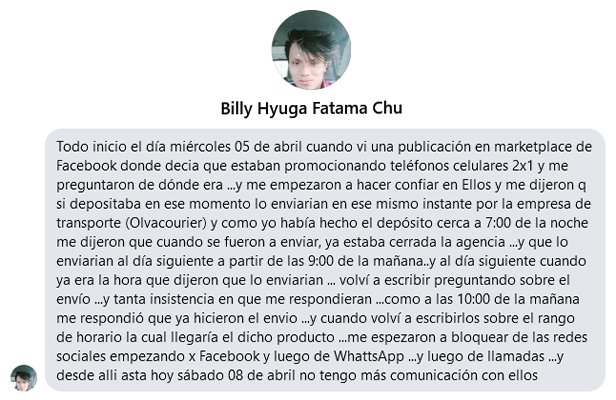 Billy Hyuga Fatama Chu
Todo inicio el día miércoles 05 de abril cuando vi una publicación en marketplace de
Facebook donde decia que estaban promocionando teléfonos celulares 2x1 y me
preguntaron de dónde era ...y me empezaron a hacer confiar en Ellos y me dijeron q
si depositaba en ese momento lo enviarian en ese mismo instante por la empresa de
transporte (Olvacourier) y como yo había hecho el depósito cerca a 7:00 de la noche
me dijeron que cuando se fueron a enviar, ya estaba cerrada la agencia ...y que lo
enviarian al día siguiente a partir de las 9:00 de la mañana..y al día siguiente cuando
ya era la hora que dijeron que lo enviarian ... volví a escribir preguntando sobre el
envío ...y tanta insistencia en que me respondieran ...como a las 10:00 de la mañana
me respondió que ya hicieron el envio ...y cuando volví a escribirlos sobre el rango
de horario la cual llegaría el dicho producto ...me espezaron a bloquear de las redes
sociales empezando x Facebook y luego de WhattsApp ...y luego de llamadas ...y
desde alli asta hoy sábado 08 de abril no tengo más comunicación con ellos